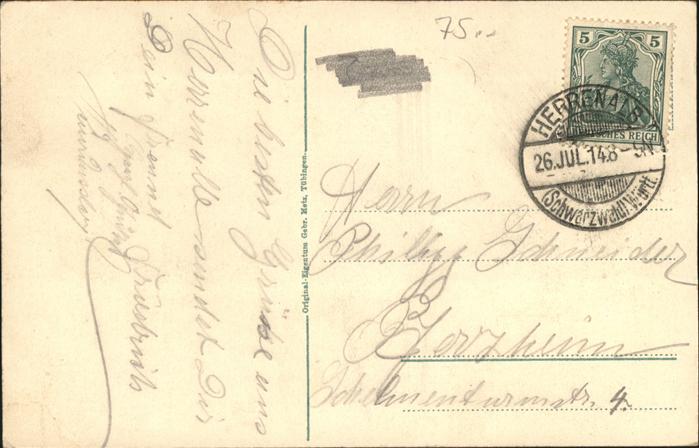 75.--
5 5
DEUTSCHES REICH
HERRENALB
26.JUL.14.8-9N
(Schwarzwald) Württ.
Die besten Grüße aus
Herrenalb sendet Dir
Dein Freund
Friedrich
Original-Eigentum Gebr. Metz, Tübingen.
Herrn
Philipp Schneider
Pforzheim
Schelmenturmstr. 4.